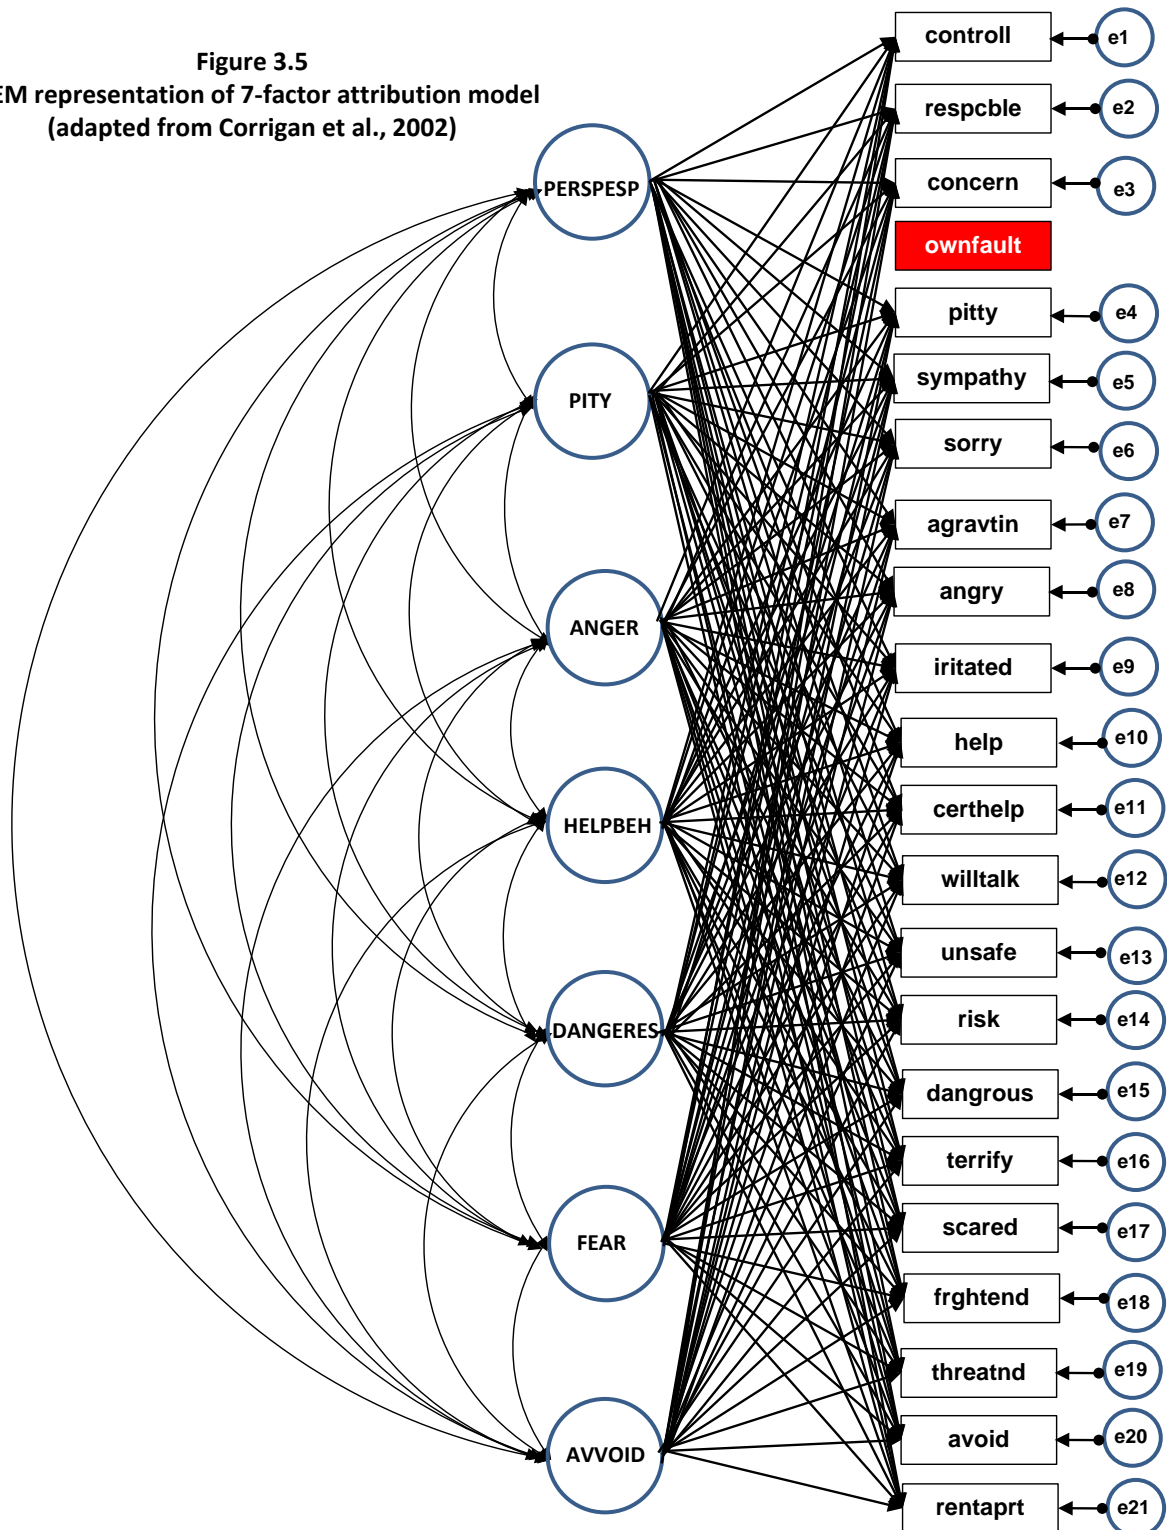 Figure 3.5
EM representation of 7-factor attribution model
(adapted from Corrigan et al., 2002)
PERSPESP
PITY
ANGER
HELPBEH
DANGERES
FEAR
AVVOID
controll
e1
respcble
e2
concern
e3
ownfault
pitty
e4
sympathy
e5
sorry
e6
agravtin
e7
angry
e8
iritated
e9
help
e10
certhelp
e11
willtalk
e12
unsafe
e13
risk
e14
dangrous
e15
terrify
e16
scared
e17
frghtend
e18
threatnd
e19
avoid
e20
rentaprt
e21